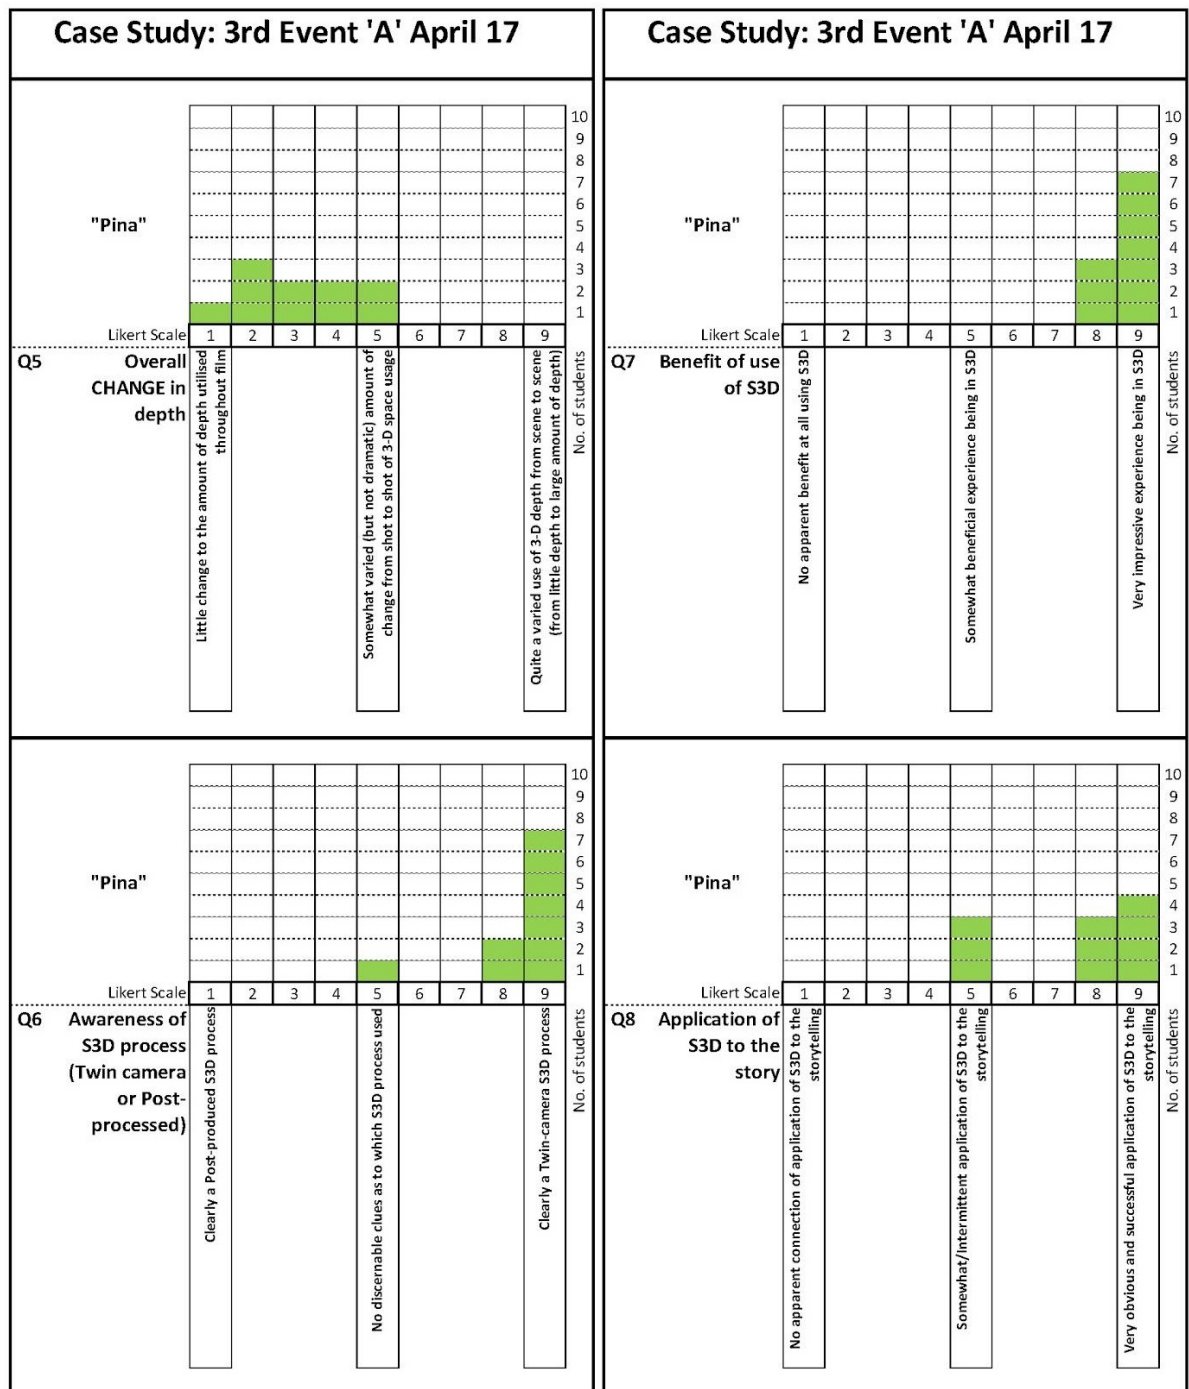 Case Study: 3rd Event 'A' April 17
"Pina"
10
9
8
7
6
5
4
3
2
1
Likert Scale 1 2 3 4 5 6 7 8 9
No. of students
Q5 Overall
CHANGE in
depth
Little change to the amount of depth utilised
throughout film
Somewhat varied (but not dramatic) amount of
change from shot to shot of 3-D space usage
Quite a varied use of 3-D depth from scene to scene
(from little depth to large amount of depth)
"Pina"
10
9
8
7
6
5
4
3
2
1
Likert Scale 1 2 3 4 5 6 7 8 9
No. of students
Q6 Awareness of
S3D process
(Twin camera
or Post-
processed)
Clearly a Post-produced S3D process
No discernable clues as to which S3D process used
Clearly a Twin-camera S3D process
Case Study: 3rd Event 'A' April 17
"Pina"
10
9
8
7
6
5
4
3
2
1
Likert Scale 1 2 3 4 5 6 7 8 9
No. of students
Q7 Benefit of use
of S3D
No apparent benefit at all using S3D
Somewhat beneficial experience being in S3D
Very impressive experience being in S3D
"Pina"
10
9
8
7
6
5
4
3
2
1
Likert Scale 1 2 3 4 5 6 7 8 9
No. of students
Q8 Application of
S3D to the
story
No apparent connection of application of S3D to the
storytelling
Somewhat/Intermittent application of S3D to the
storytelling
Very obvious and successful application of S3D to the
storytelling